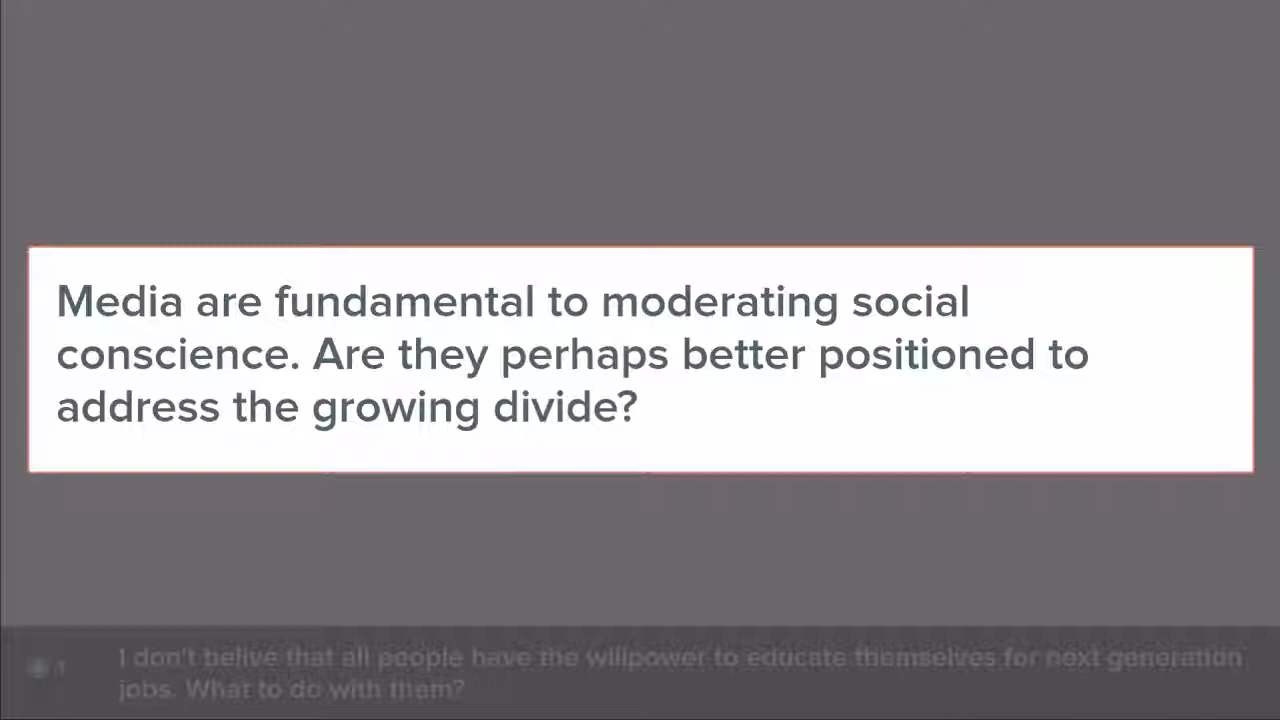 Media are fundamental to moderating social
conscience. Are they perhaps better positioned to
address the growing divide?
I don't belive that all people have the willpower to educate themselves for next generation
jobs. What to do with them?